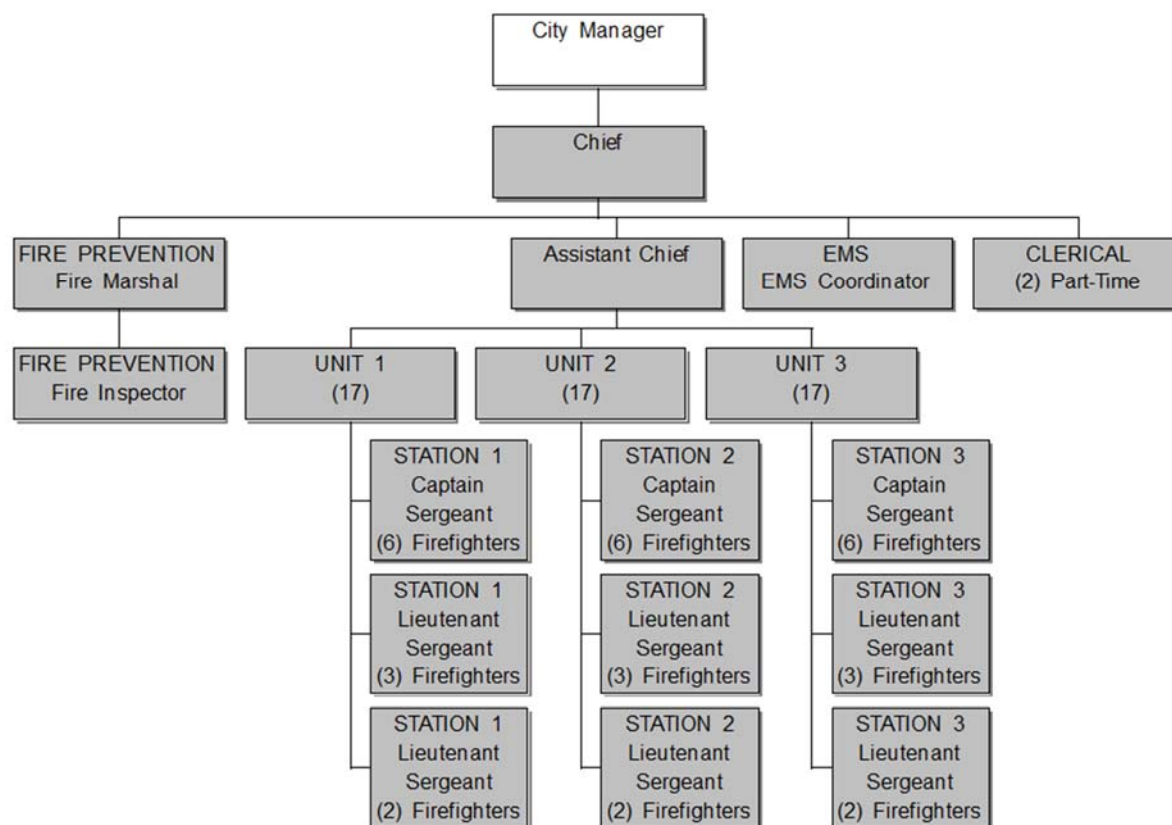 City Manager
Chief
FIRE PREVENTION
Fire Marshal
Assistant Chief
EMS
EMS Coordinator
CLERICAL
(2) Part-Time
FIRE PREVENTION
Fire Inspector
UNIT 1
(17)
UNIT 2
(17)
UNIT 3
(17)
STATION 1
Captain
Sergeant
(6) Firefighters
STATION 2
Captain
Sergeant
(6) Firefighters
STATION 3
Captain
Sergeant
(6) Firefighters
STATION 1
Lieutenant
Sergeant
(3) Firefighters
STATION 2
Lieutenant
Sergeant
(3) Firefighters
STATION 3
Lieutenant
Sergeant
(3) Firefighters
STATION 1
Lieutenant
Sergeant
(2) Firefighters
STATION 2
Lieutenant
Sergeant
(2) Firefighters
STATION 3
Lieutenant
Sergeant
(2) Firefighters